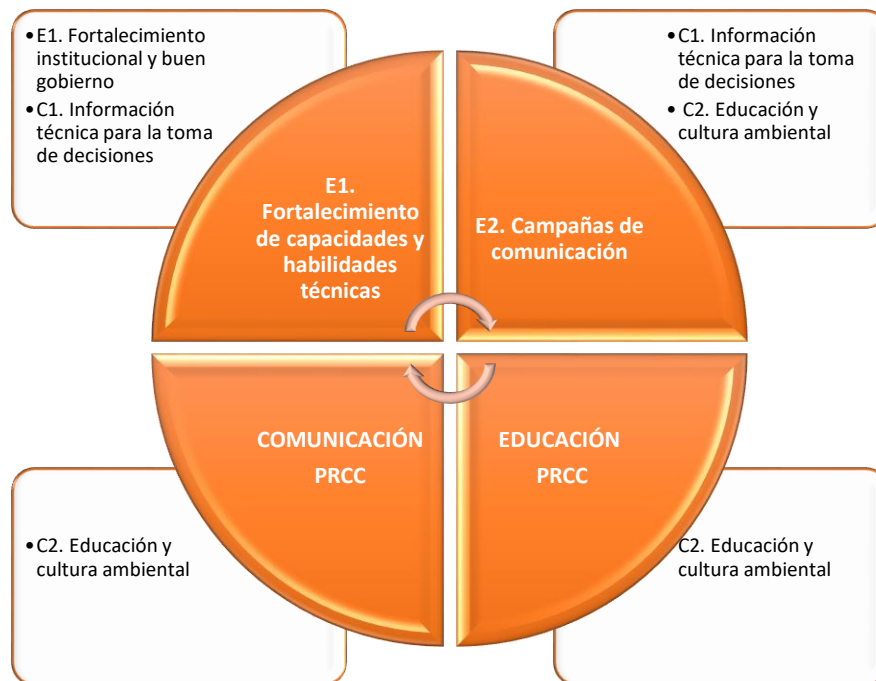 •E1. Fortalecimiento
institucional y buen
gobierno
•C1. Información
técnica para la toma
de decisiones
•C1. Información
técnica para la toma
de decisiones
• C2. Educación y
cultura ambiental
E1.
Fortalecimiento
de capacidades y
habilidades
técnicas
E2. Campañas de
comunicación
COMUNICACIÓN
PRCC
EDUCACIÓN
PRCC
•C2. Educación y
cultura ambiental
C2. Educación y
cultura ambiental